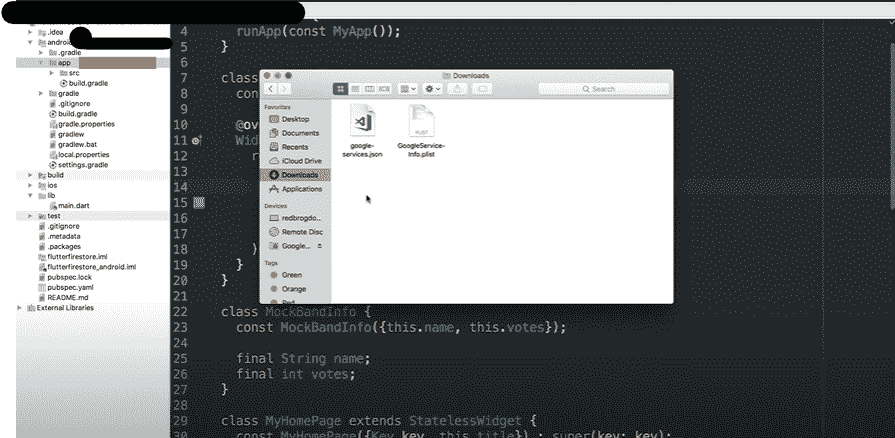 .idea
android
.gradle
app
src
build.gradle
gradle
.gitignore
build.gradle
gradle.properties
gradlew
gradlew.bat
local.properties
settings.gradle
build
ios
lib
main.dart
test
.gitignore
.metadata
.packages
flutterfirestore.iml
flutterfirestore_android.iml
pubspec.lock
pubspec.yaml
README.md
External Libraries
4 runApp(const MyApp());
5 }
6
7 class
8 con
9
10 @ove
11 Wid
12 r
13
14
15
16
17
18 }
19 }
20 }
21
22 class MockBandInfo {
23 const MockBandInfo({this.name, this.votes});
24
25 final String name;
26 final int votes;
27 }
28
29 class MyHomePage extends StatelessWidget {
30 const MyHomePage({Key key, this.title}) : super(key: key);
Downloads
Search
Favorites
Desktop
Documents
Recents
iCloud Drive
Downloads
Applications
Devices
redbrogdo...
Remote Disc
Google...
Tags
Green
Orange
Red
google-
services.json
PLIST
GoogleService-
Info.plist